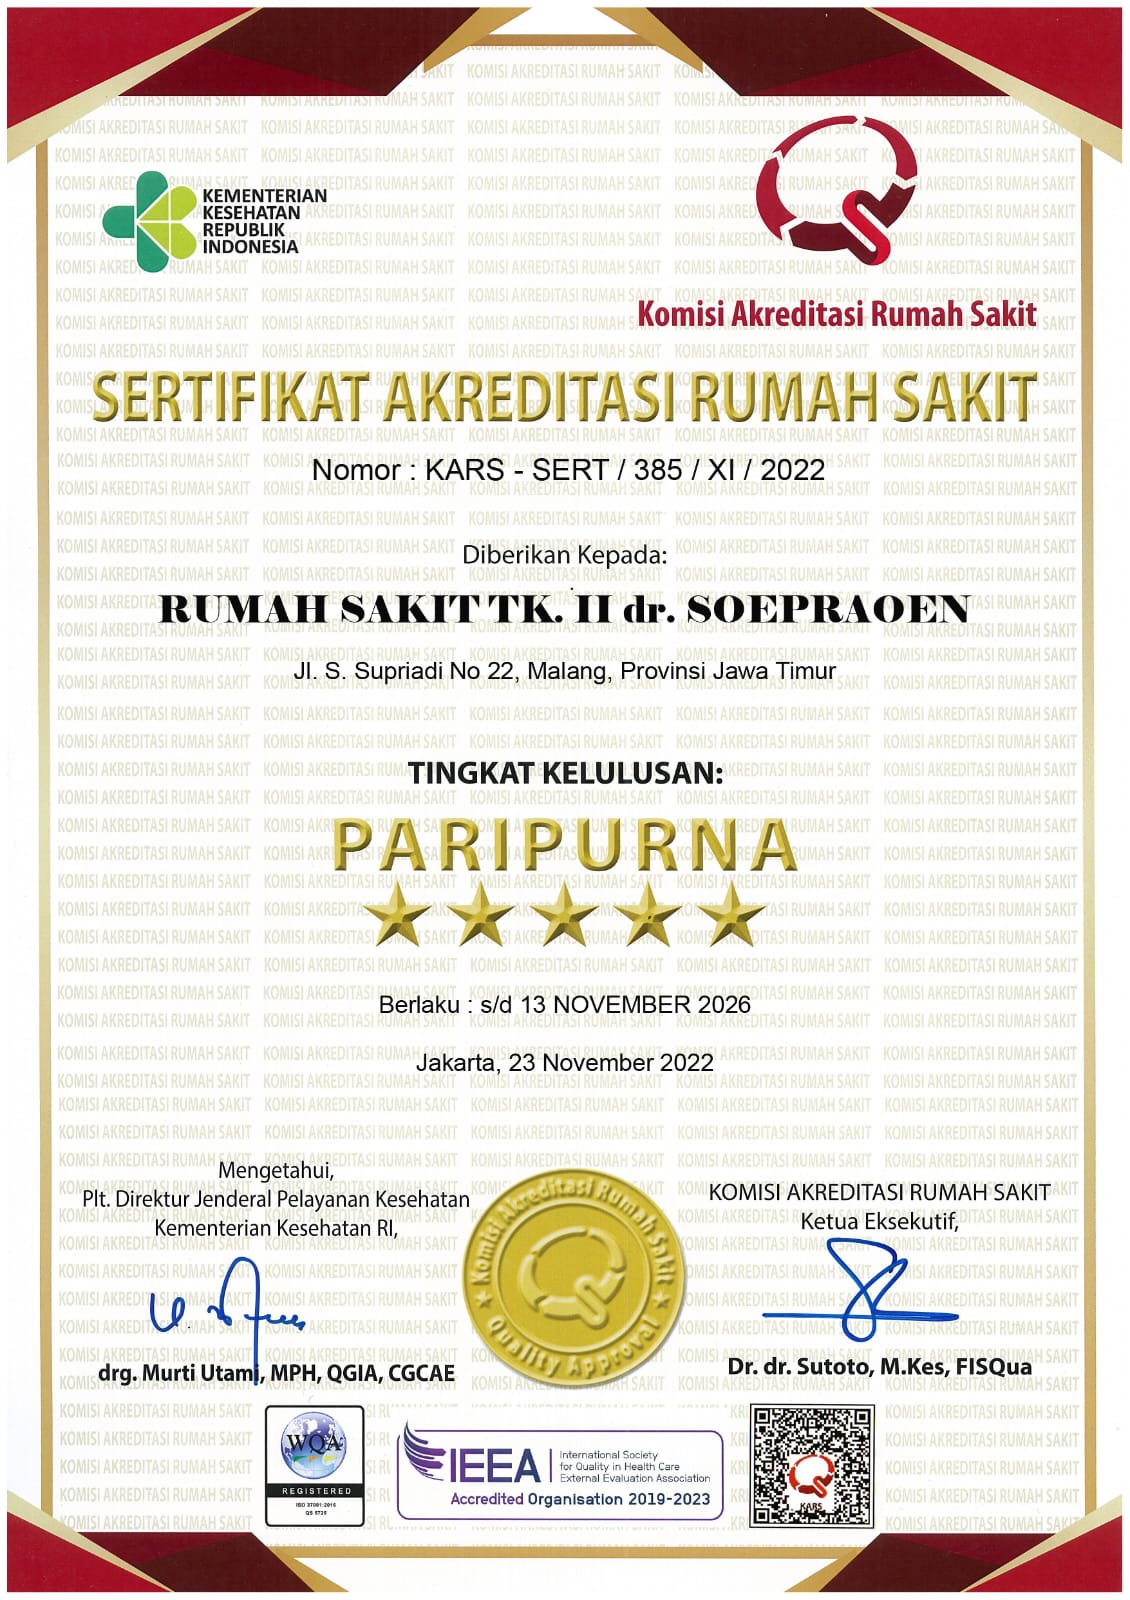 KEMENTERIAN
KESEHATAN
REPUBLIK
INDONESIA
Komisi Akreditasi Rumah Sakit
SERTIFIKAT AKREDITASI RUMAH SAKIT
Nomor : KARS - SERT / 385 / XI / 2022
Diberikan Kepada:
RUMAH SAKIT TK. II dr. SOEPRAOEN
Jl. S. Supriadi No 22, Malang, Provinsi Jawa Timur
TINGKAT KELULUSAN:
PARIPURNA
Berlaku : s/d 13 NOVEMBER 2026
Jakarta, 23 November 2022
Mengetahui,
Plt. Direktur Jenderal Pelayanan Kesehatan
Kementerian Kesehatan RI,
drg. Murti Utami, MPH, QGIA, CGCAE
Komisi Akreditasi Rumah Sakit
Quality Approval
KOMISI AKREDITASI RUMAH SAKIT
Ketua Eksekutif,
Dr. dr. Sutoto, M.Kes, FISQua
WQA
REGISTERED
IEEA
International Society
for Quality in Health Care
External Evaluation Association
Accredited Organisation 2019-2023
KARS